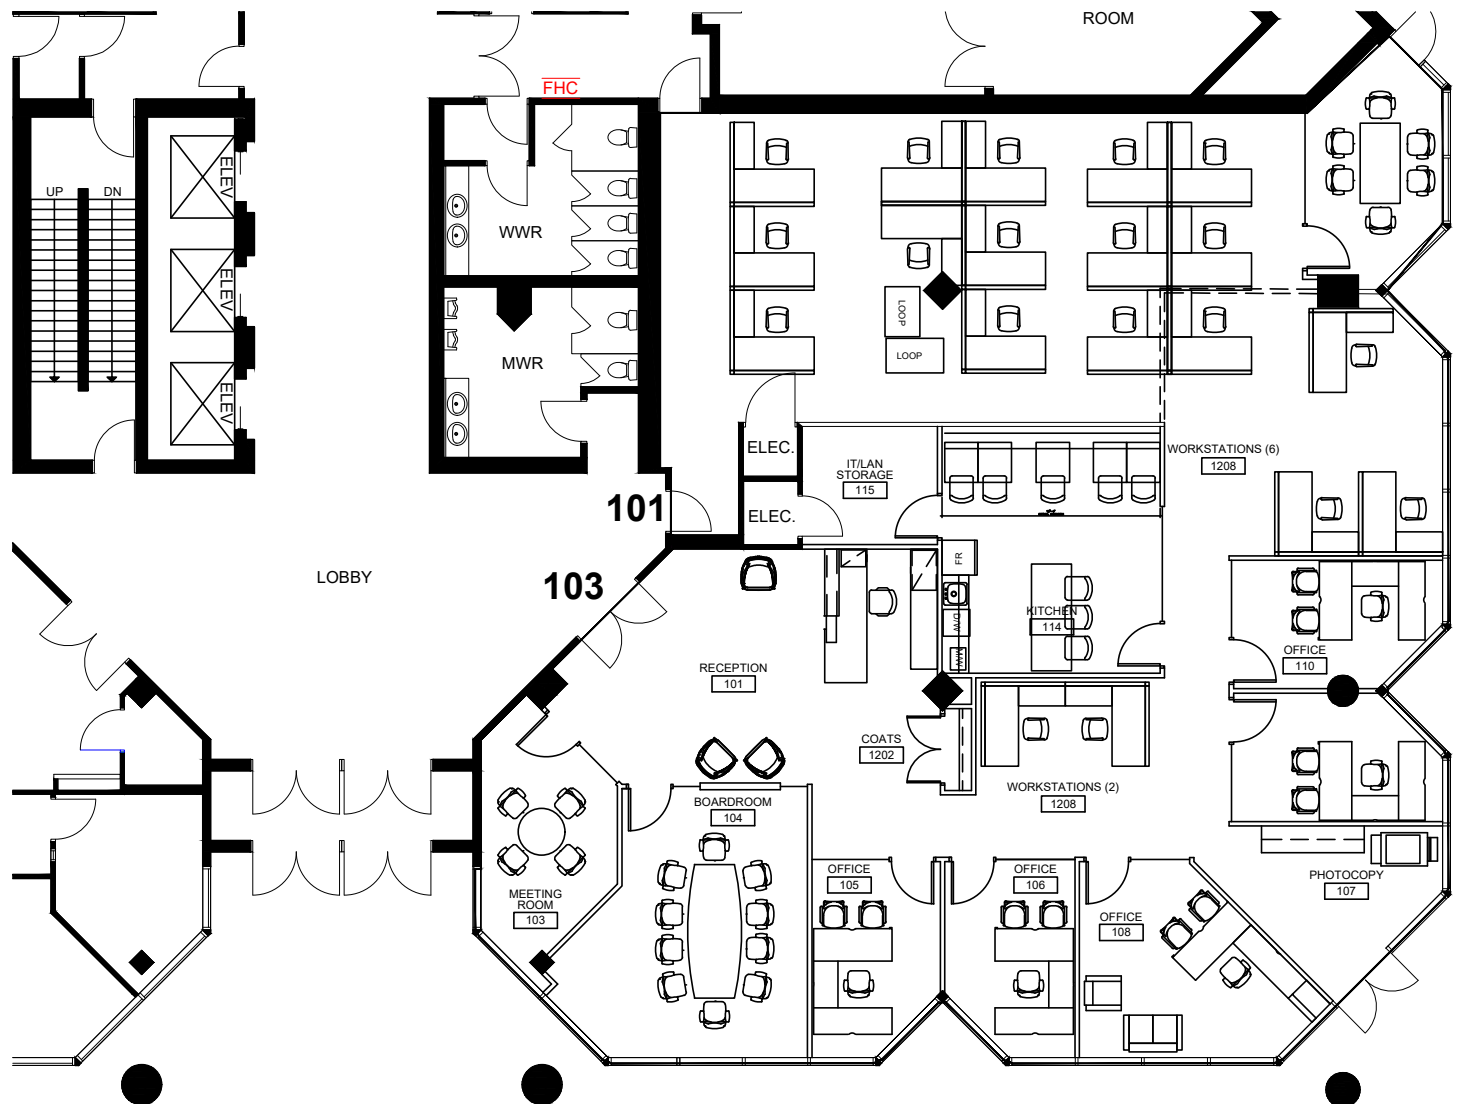 ROOM
FHC
UP
DN
ELEV
ELEV
ELEV
WWR
MWR
LOOP
LOOP
ELEC.
ELEC.
IT/LAN
STORAGE
115
WORKSTATIONS (6)
1208
101
103
LOBBY
FR
D/W
M/W
KITCHEN
114
RECEPTION
101
OFFICE
110
COATS
1202
WORKSTATIONS (2)
1208
BOARDROOM
104
MEETING
ROOM
103
OFFICE
105
OFFICE
106
OFFICE
108
PHOTOCOPY
107